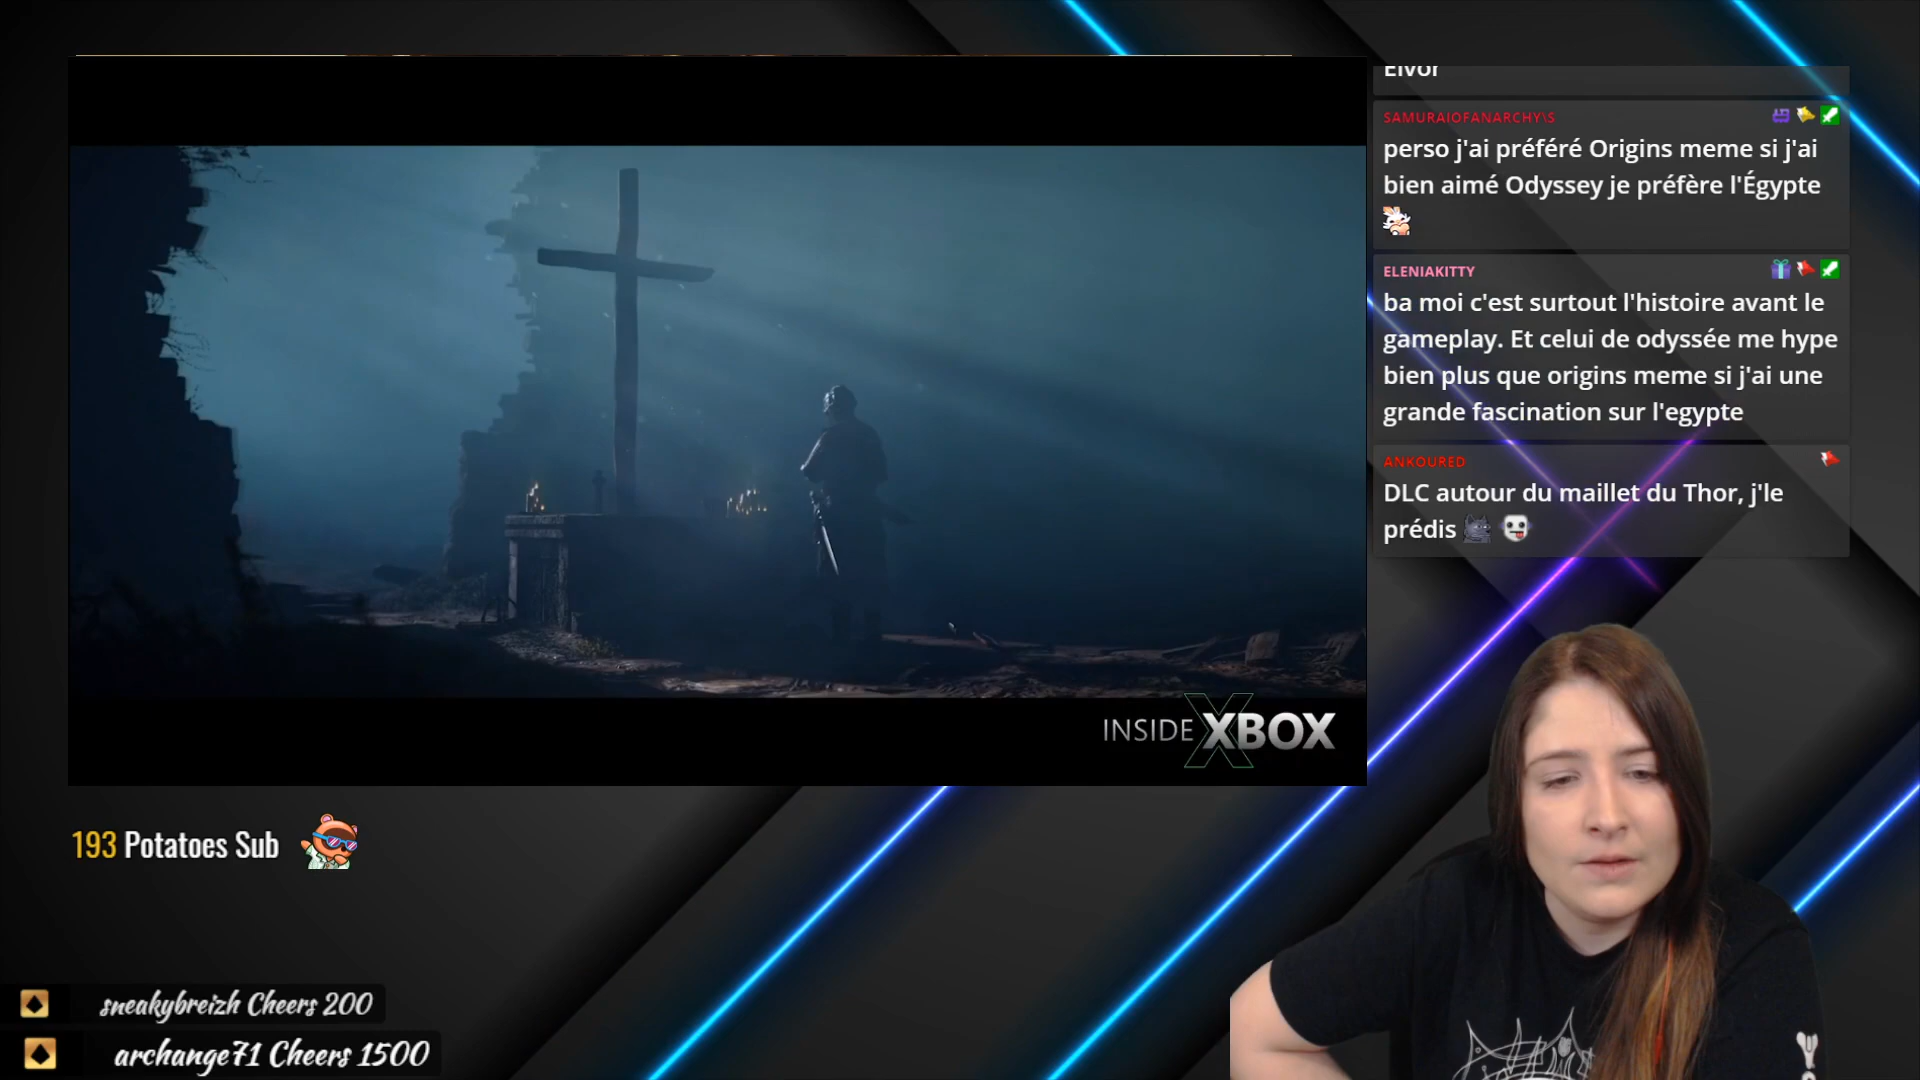 Eivor
SAMURAIOFANARCHY\S
perso j'ai préféré Origins meme si j'ai
bien aimé Odyssey je préfère l'Égypte
ELENIAKITTY
ba moi c'est surtout l'histoire avant le
gameplay. Et celui de odyssée me hype
bien plus que origins meme si j'ai une
grande fascination sur l'egypte
ANKOURED
DLC autour du maillet du Thor, j'le
prédis
INSIDE XBOX
193 Potatoes Sub
sneakybreizh Cheers 200
archange71 Cheers 1500